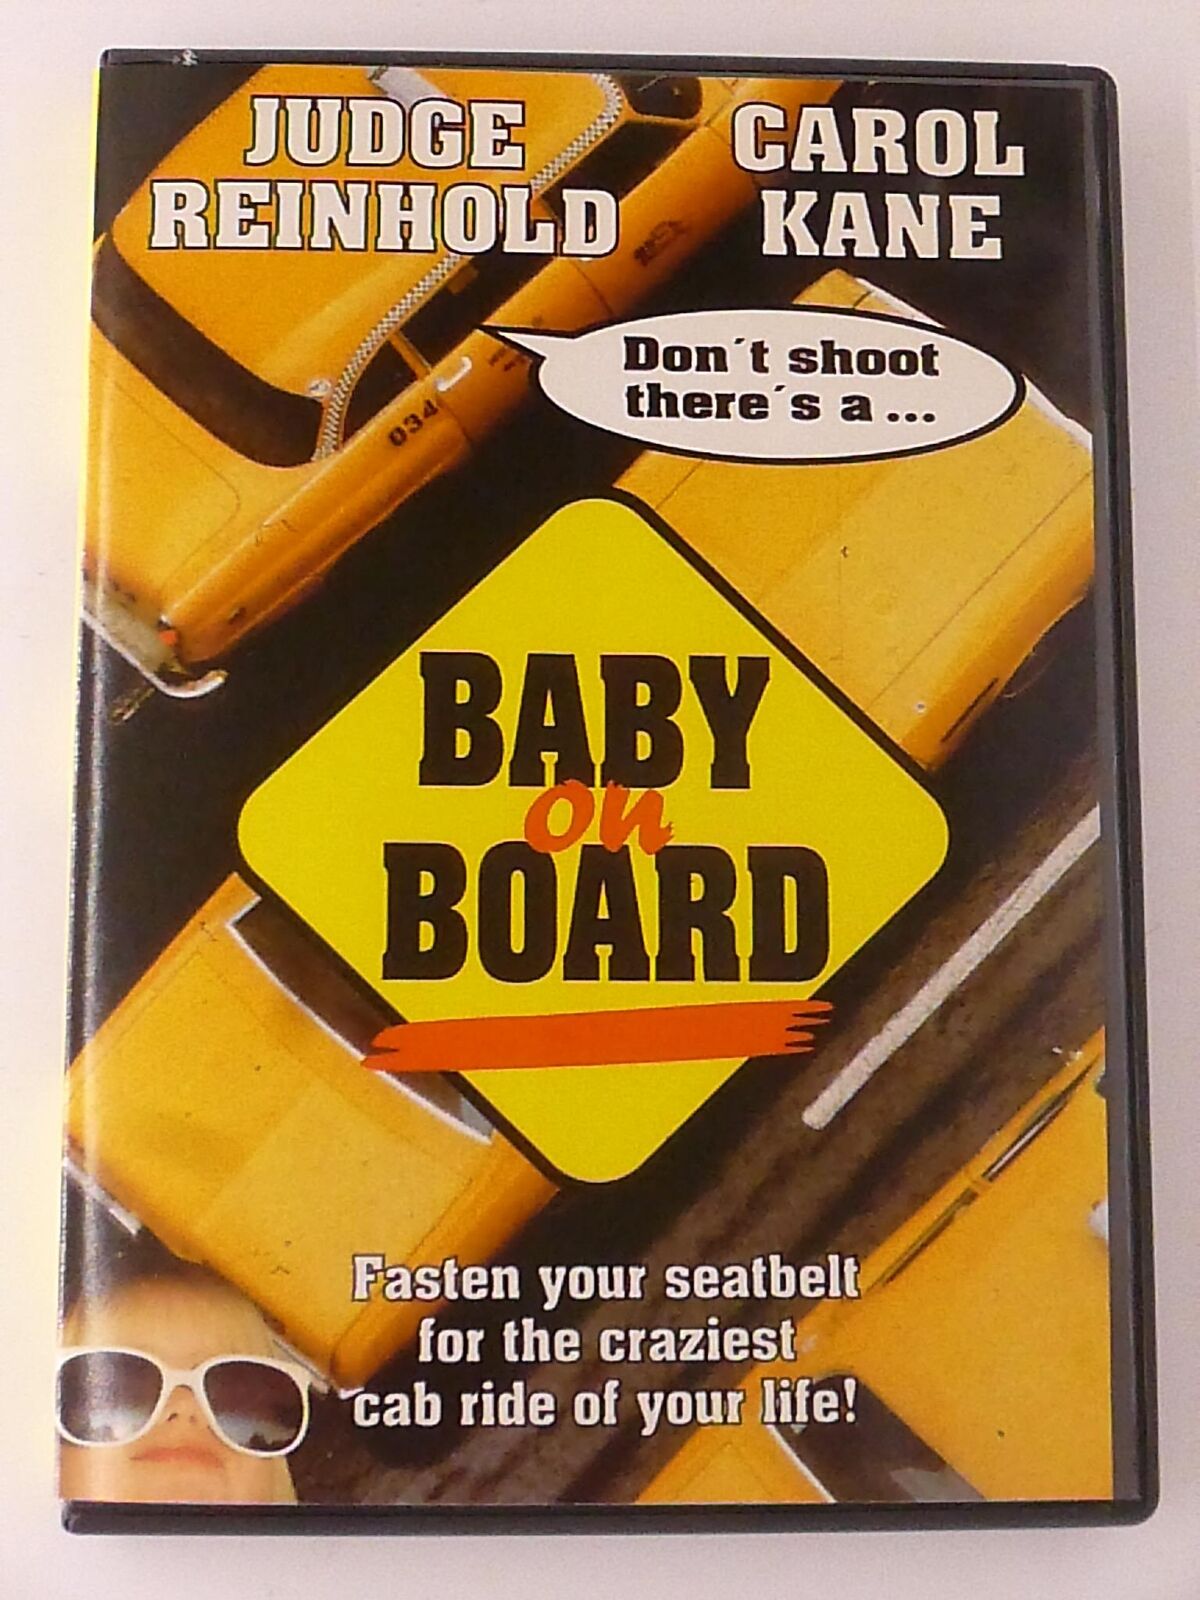 JUDGE
REINHOLD
CAROL
KANE
Don´t shoot
there´s a ...
034
BABY
on
BOARD
Fasten your seatbelt
for the craziest
cab ride of your life!